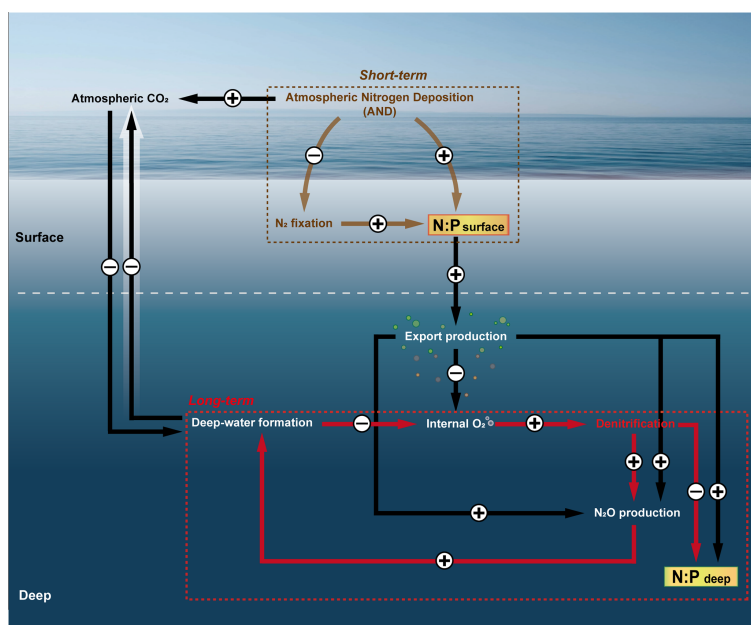 Short-term
Atmospheric CO₂
+
Atmospheric Nitrogen Deposition
(AND)
−
+
N₂ fixation
+
N:P surface
Surface
−
−
+
Export production
−
Long-term
Deep-water formation
−
Internal O₂
+
Denitrification
+
+
−
+
+
N₂O production
+
N:P deep
Deep